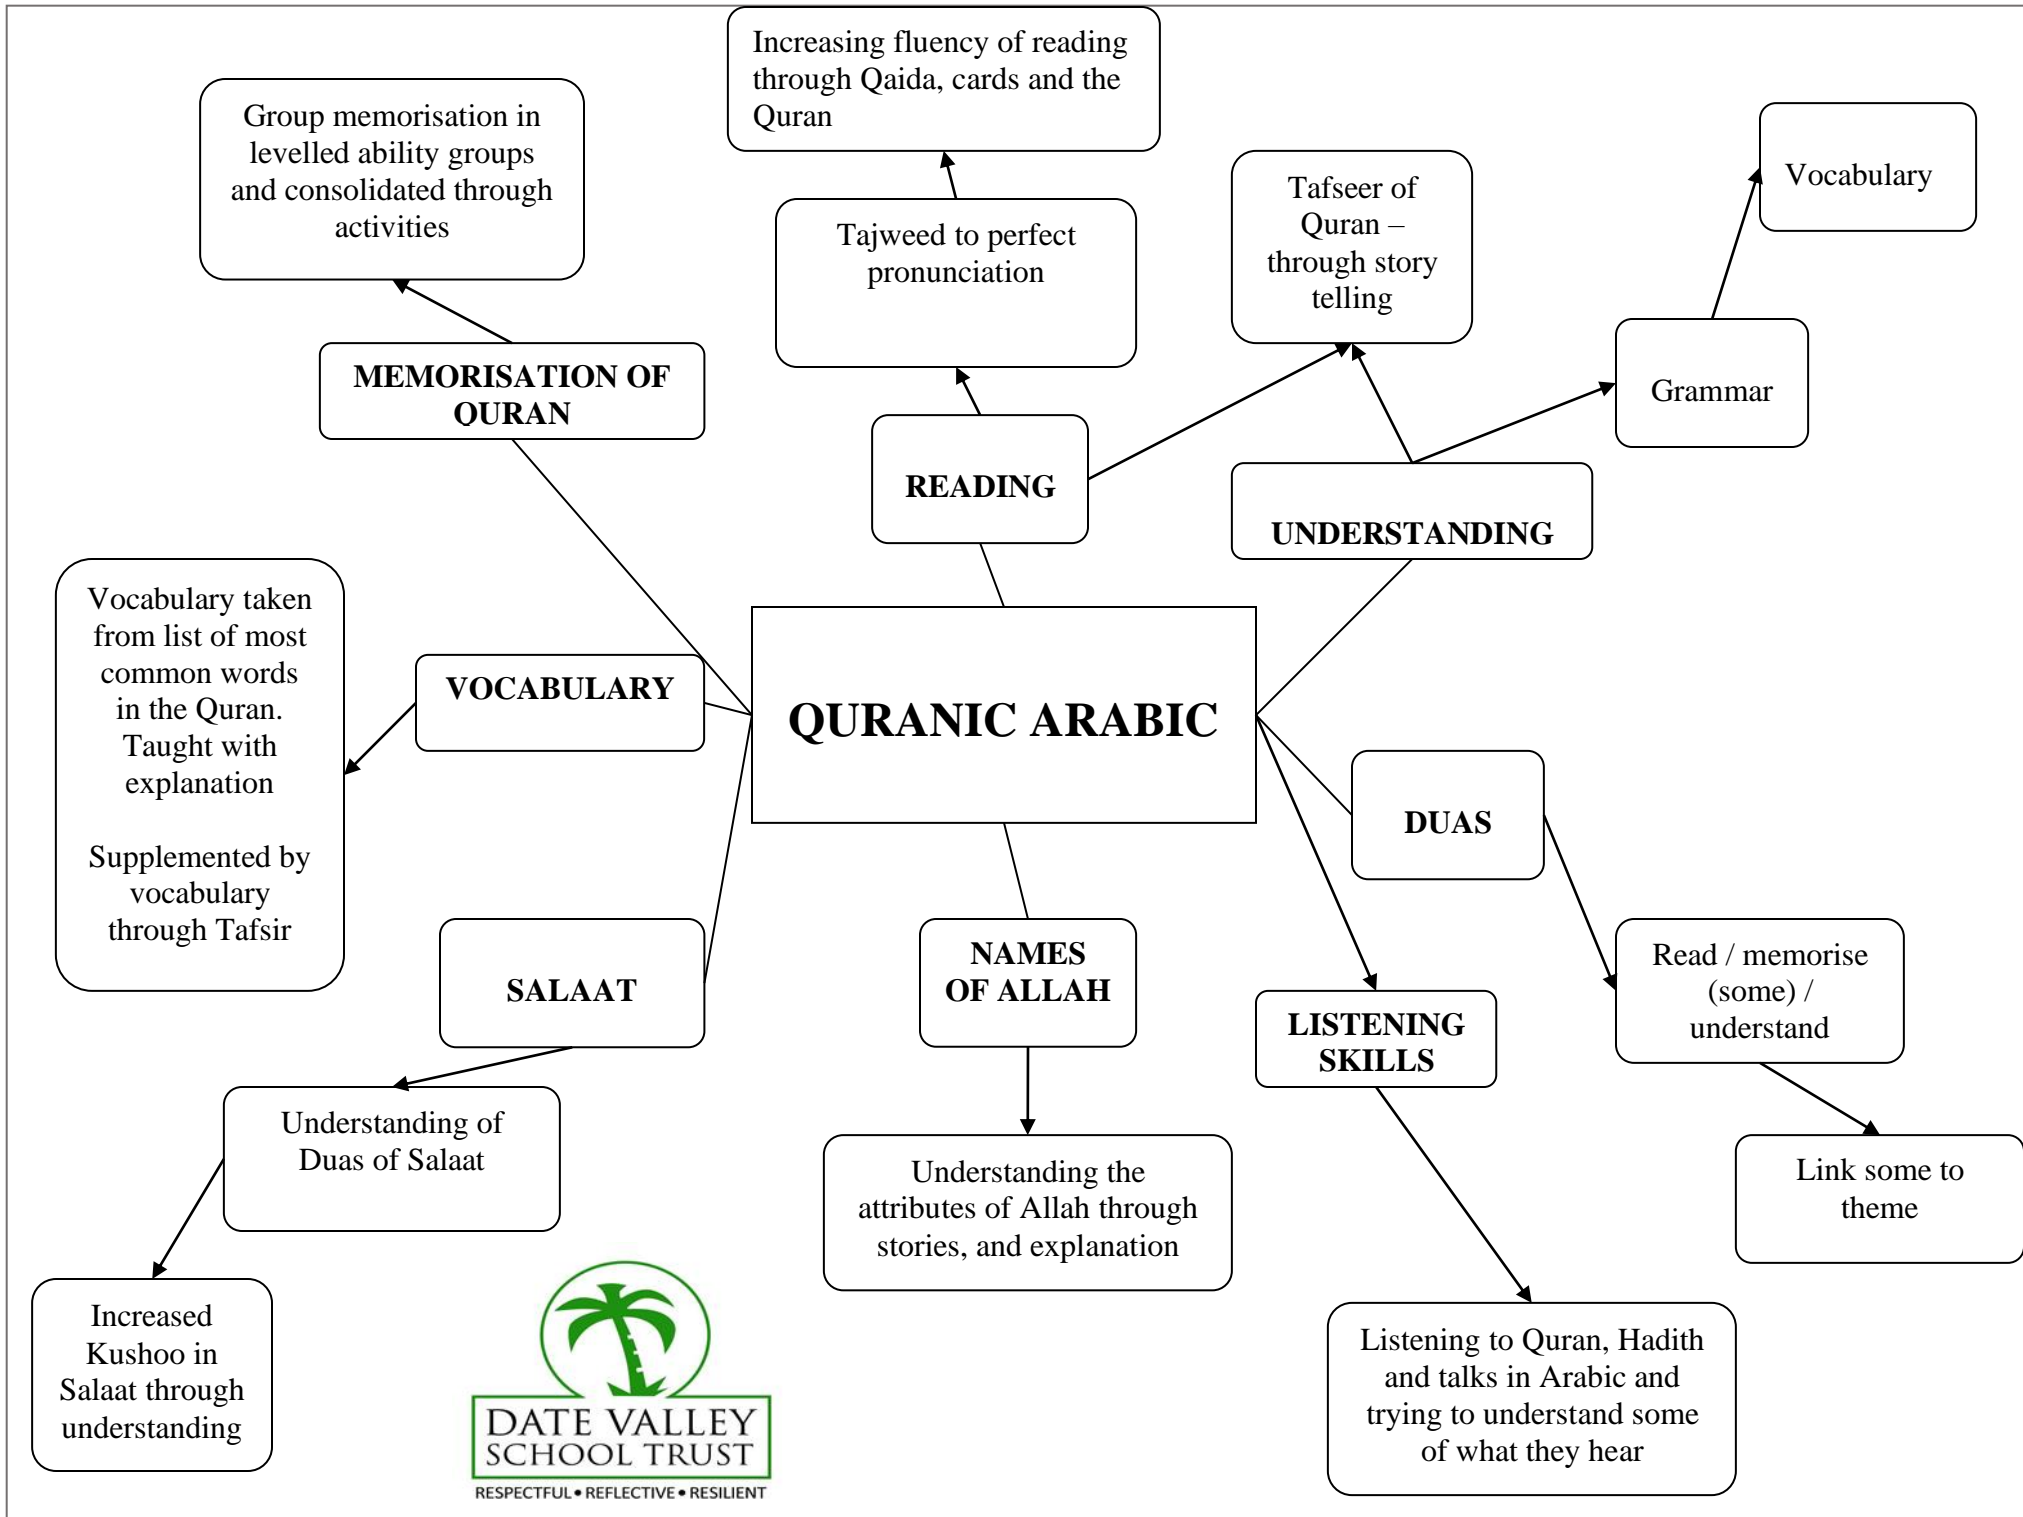 Increasing fluency of reading
through Qaida, cards and the
Quran
Group memorisation in
levelled ability groups
and consolidated through
activities
Vocabulary
Tafseer of
Quran –
through story
telling
Tajweed to perfect
pronunciation
MEMORISATION OF
QURAN
Grammar
READING
UNDERSTANDING
Vocabulary taken
from list of most
common words
in the Quran.
Taught with
explanation
Supplemented by
vocabulary
through Tafsir
VOCABULARY
QURANIC ARABIC
DUAS
SALAAT
NAMES
OF ALLAH
LISTENING
SKILLS
Read / memorise
(some) /
understand
Understanding of
Duas of Salaat
Understanding the
attributes of Allah through
stories, and explanation
Link some to
theme
Increased
Kushoo in
Salaat through
understanding
Listening to Quran, Hadith
and talks in Arabic and
trying to understand some
of what they hear
DATE VALLEY
SCHOOL TRUST
RESPECTFUL • REFLECTIVE • RESILIENT